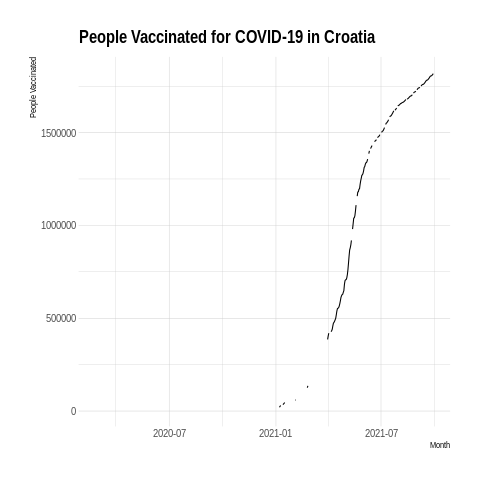 People Vaccinated for COVID-19 in Croatia
People Vaccinated
1500000
1000000
500000
0
2020-07 2021-01 2021-07
Month